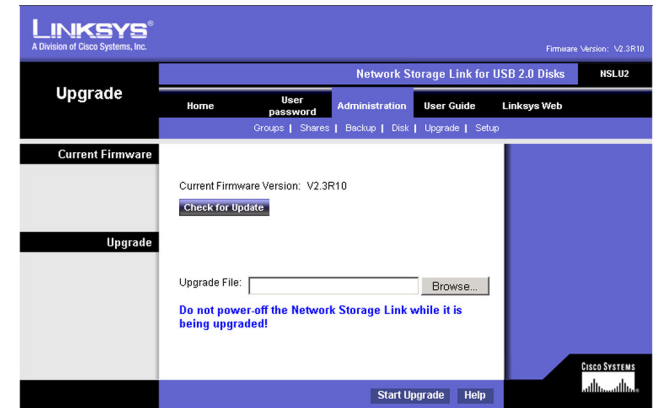 LINKSYS®
A Division of Cisco Systems, Inc.
Firmware Version: V2.3R10
Network Storage Link for USB 2.0 Disks NSLU2
Upgrade
Home User password Administration User Guide Linksys Web
Groups | Shares | Backup | Disk | Upgrade | Setup
Current Firmware
Current Firmware Version: V2.3R10
Check for Update
Upgrade
Upgrade File: Browse...
Do not power-off the Network Storage Link while it is
being upgraded!
CISCO SYSTEMS
Start Upgrade Help